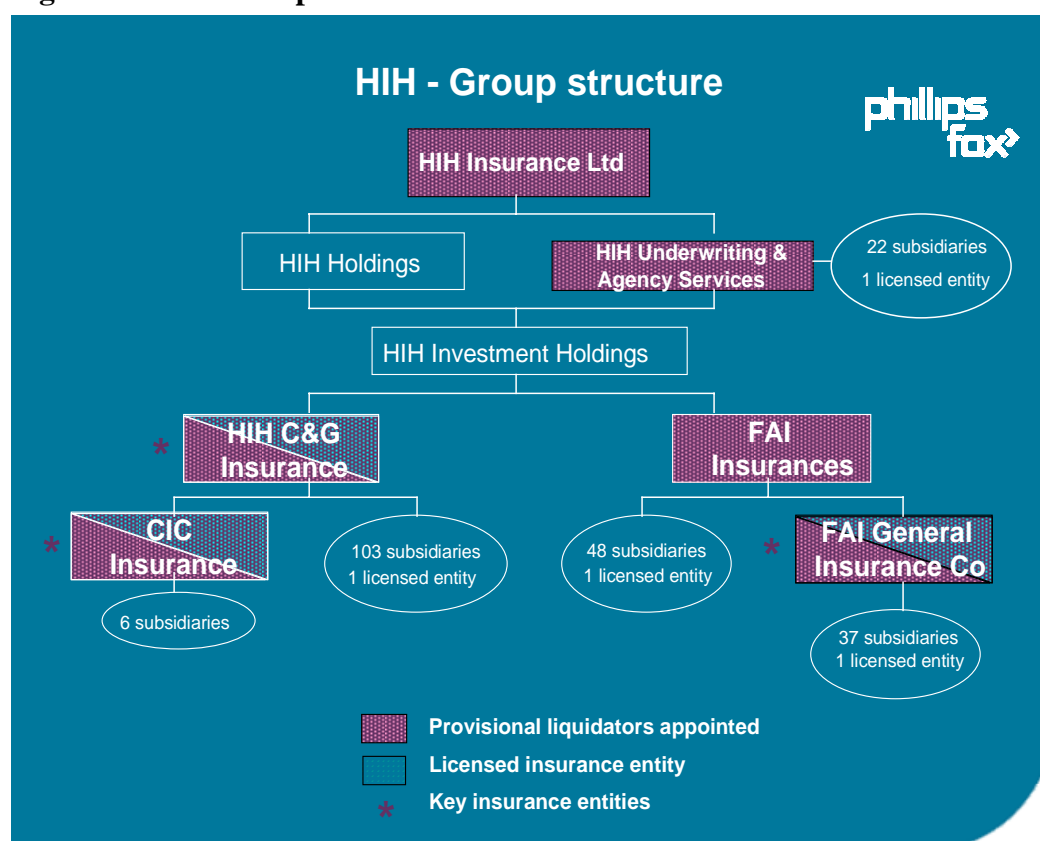 HIH - Group structure
phillips
fox
HIH Insurance Ltd
HIH Holdings
HIH Underwriting &
Agency Services
22 subsidiaries
1 licensed entity
HIH Investment Holdings
* HIH C&G
Insurance
FAI
Insurances
* CIC
Insurance
103 subsidiaries
1 licensed entity
48 subsidiaries
1 licensed entity
* FAI General
Insurance Co
6 subsidiaries
37 subsidiaries
1 licensed entity
Provisional liquidators appointed
Licensed insurance entity
* Key insurance entities